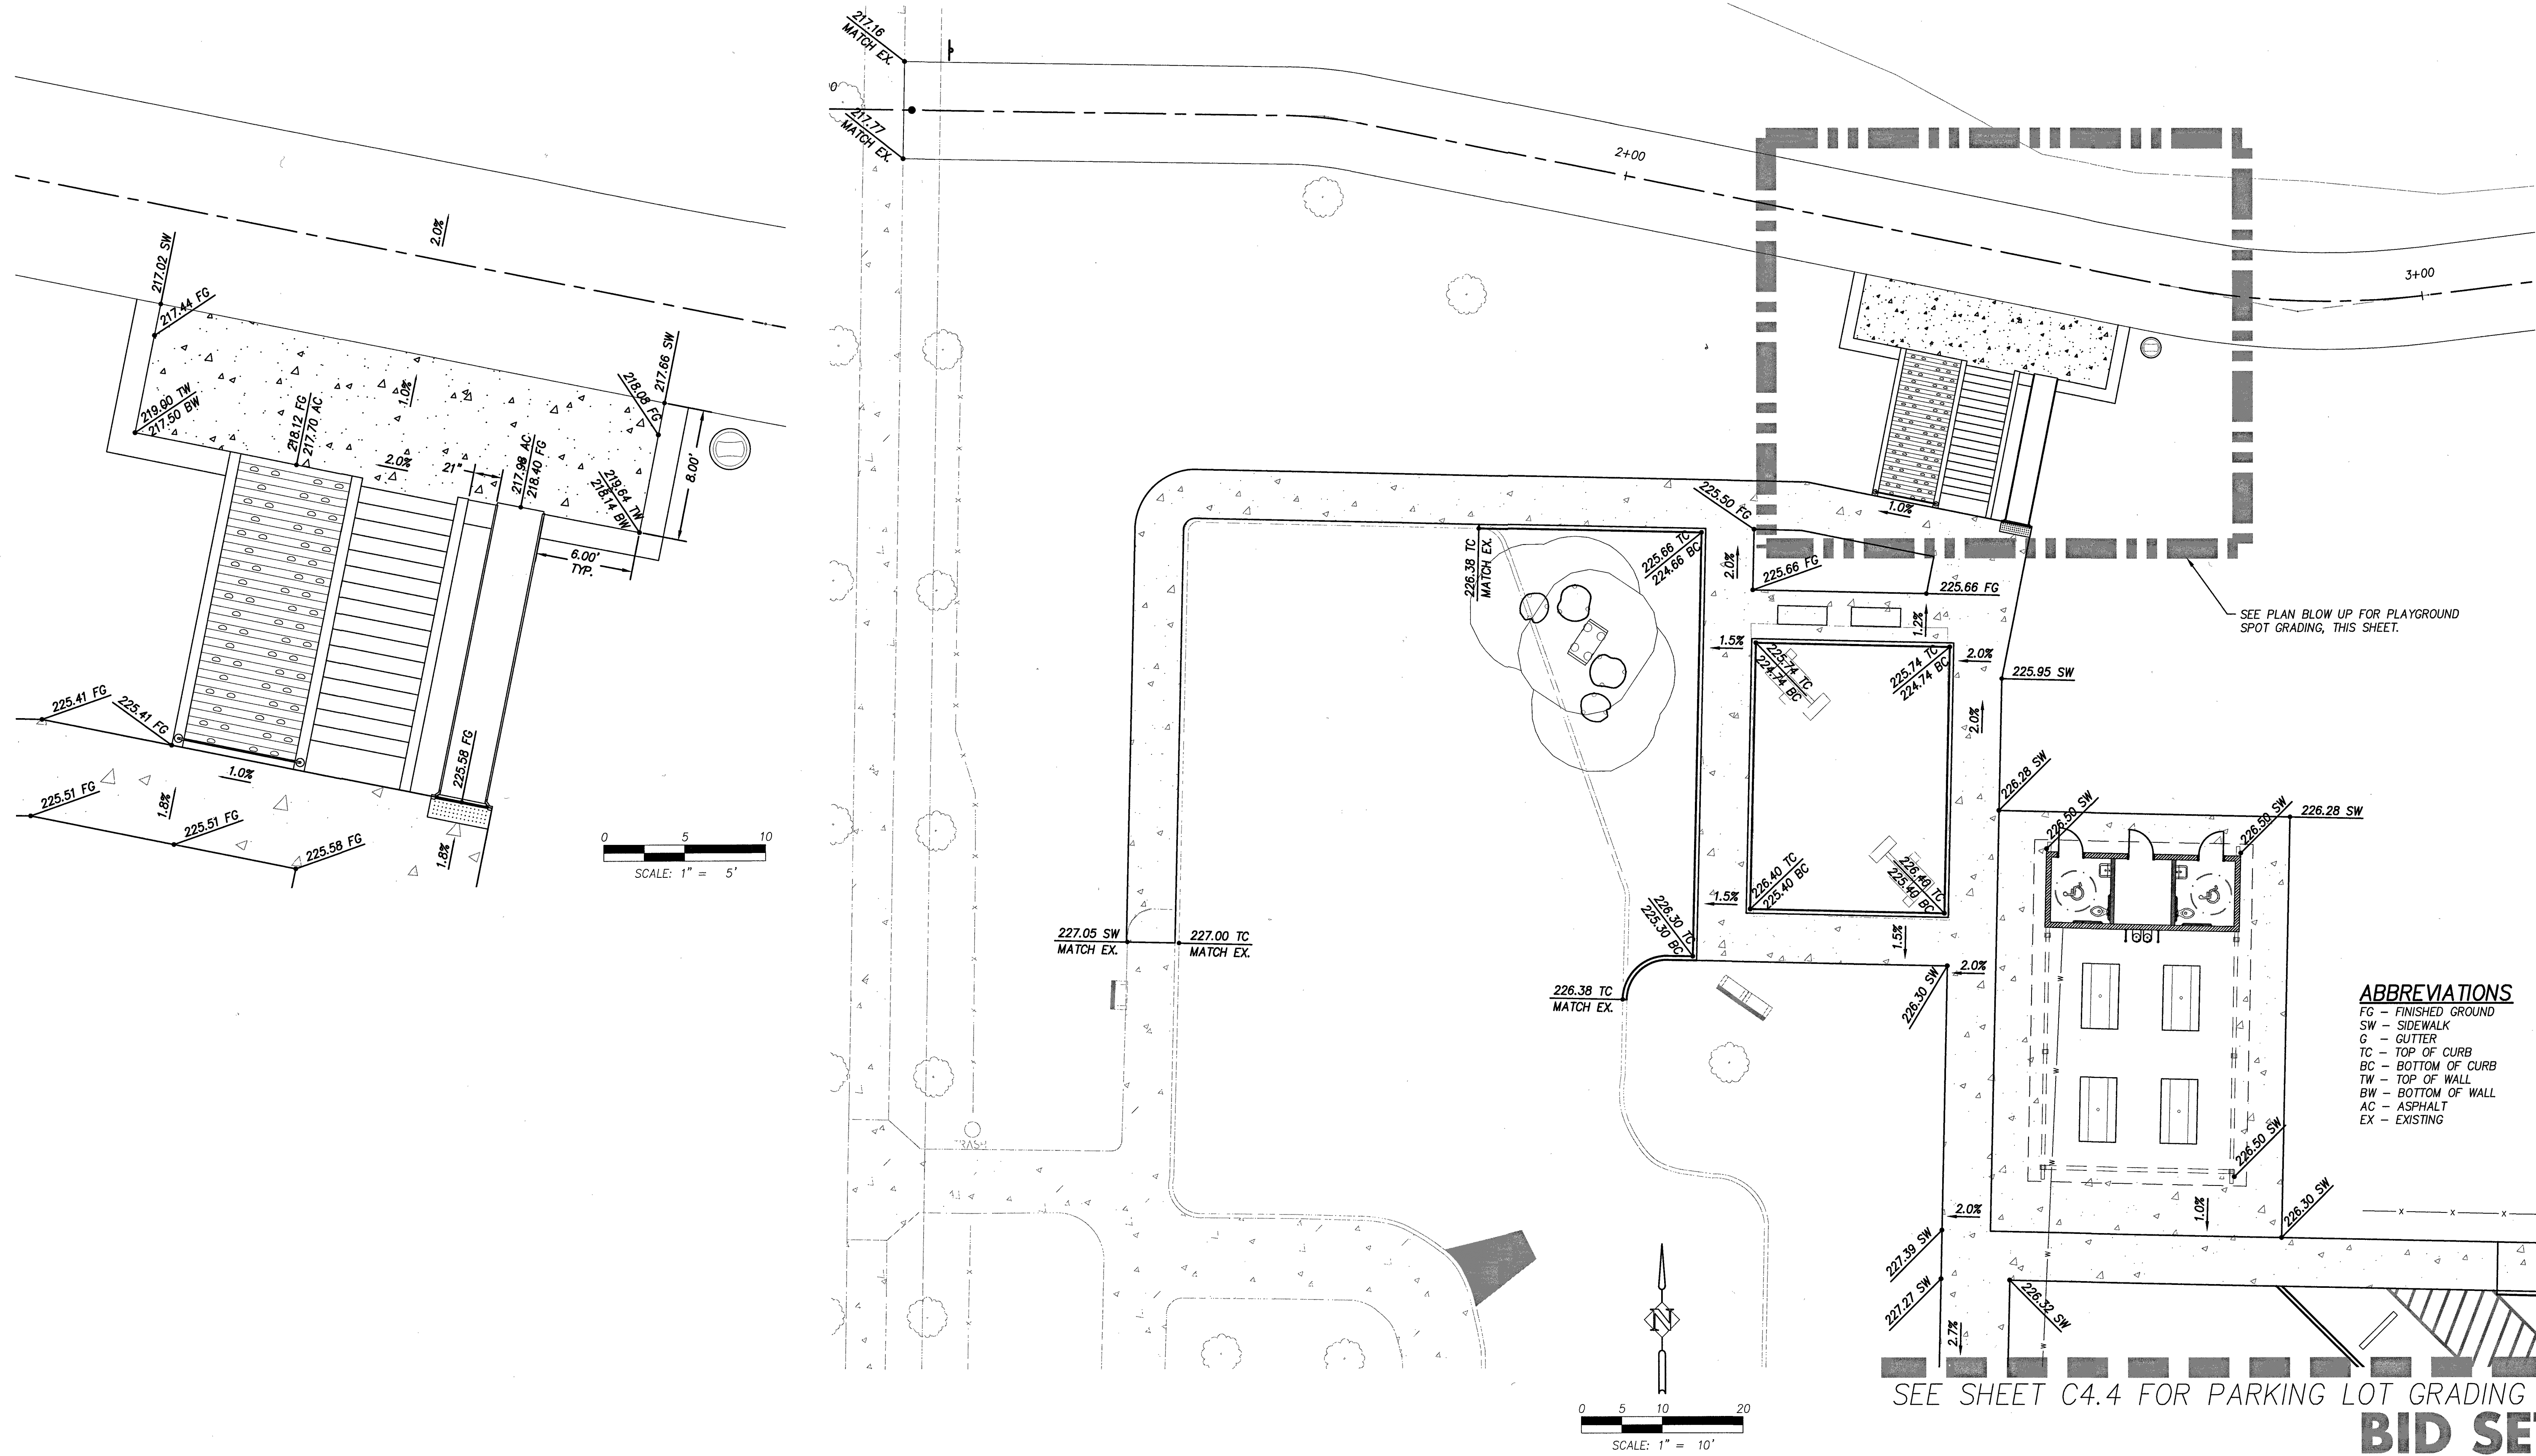 217.02 SW
217.44 FG
2.0%
219.90 TW
217.50 BW
218.12 FG
217.70 AC
1.0%
2.0%
21"
217.98 AC
218.40 FG
218.08 FG
217.66 SW
219.64 TW
218.14 BW
8.00'
6.00'
TYP.
225.41 FG
225.41 FG
1.0%
225.58 FG
225.51 FG
1.8%
225.51 FG
225.58 FG
1.8%
0 5 10
SCALE: 1" = 5'
217.16
MATCH EX.
0
217.77
MATCH EX.
2+00
3+00
225.50 FG
1.0%
226.38 TC
MATCH EX.
225.66 TC
224.66 BC
2.0%
225.66 FG
225.66 FG
SEE PLAN BLOW UP FOR PLAYGROUND
SPOT GRADING, THIS SHEET.
1.2%
1.5%
225.74 TC
224.74 BC
225.74 TC
224.74 BC
2.0%
225.95 SW
2.0%
226.28 SW
226.50 SW
226.50 SW
226.28 SW
226.40 TC
225.40 BC
226.40 TC
225.40 BC
1.5%
226.30 TC
225.30 BC
1.5%
227.05 SW
MATCH EX.
227.00 TC
MATCH EX.
226.38 TC
MATCH EX.
226.30 SW
2.0%
W
W
W
W
W
ABBREVIATIONS
FG – FINISHED GROUND
SW – SIDEWALK
G – GUTTER
TC – TOP OF CURB
BC – BOTTOM OF CURB
TW – TOP OF WALL
BW – BOTTOM OF WALL
AC – ASPHALT
EX – EXISTING
TRASH
226.50 SW
2.0%
1.0%
226.30 SW
X X X
227.39 SW
227.27 SW
226.32 SW
2.7%
N
SEE SHEET C4.4 FOR PARKING LOT GRADING
0 5 10 20
SCALE: 1" = 10'
BID SET